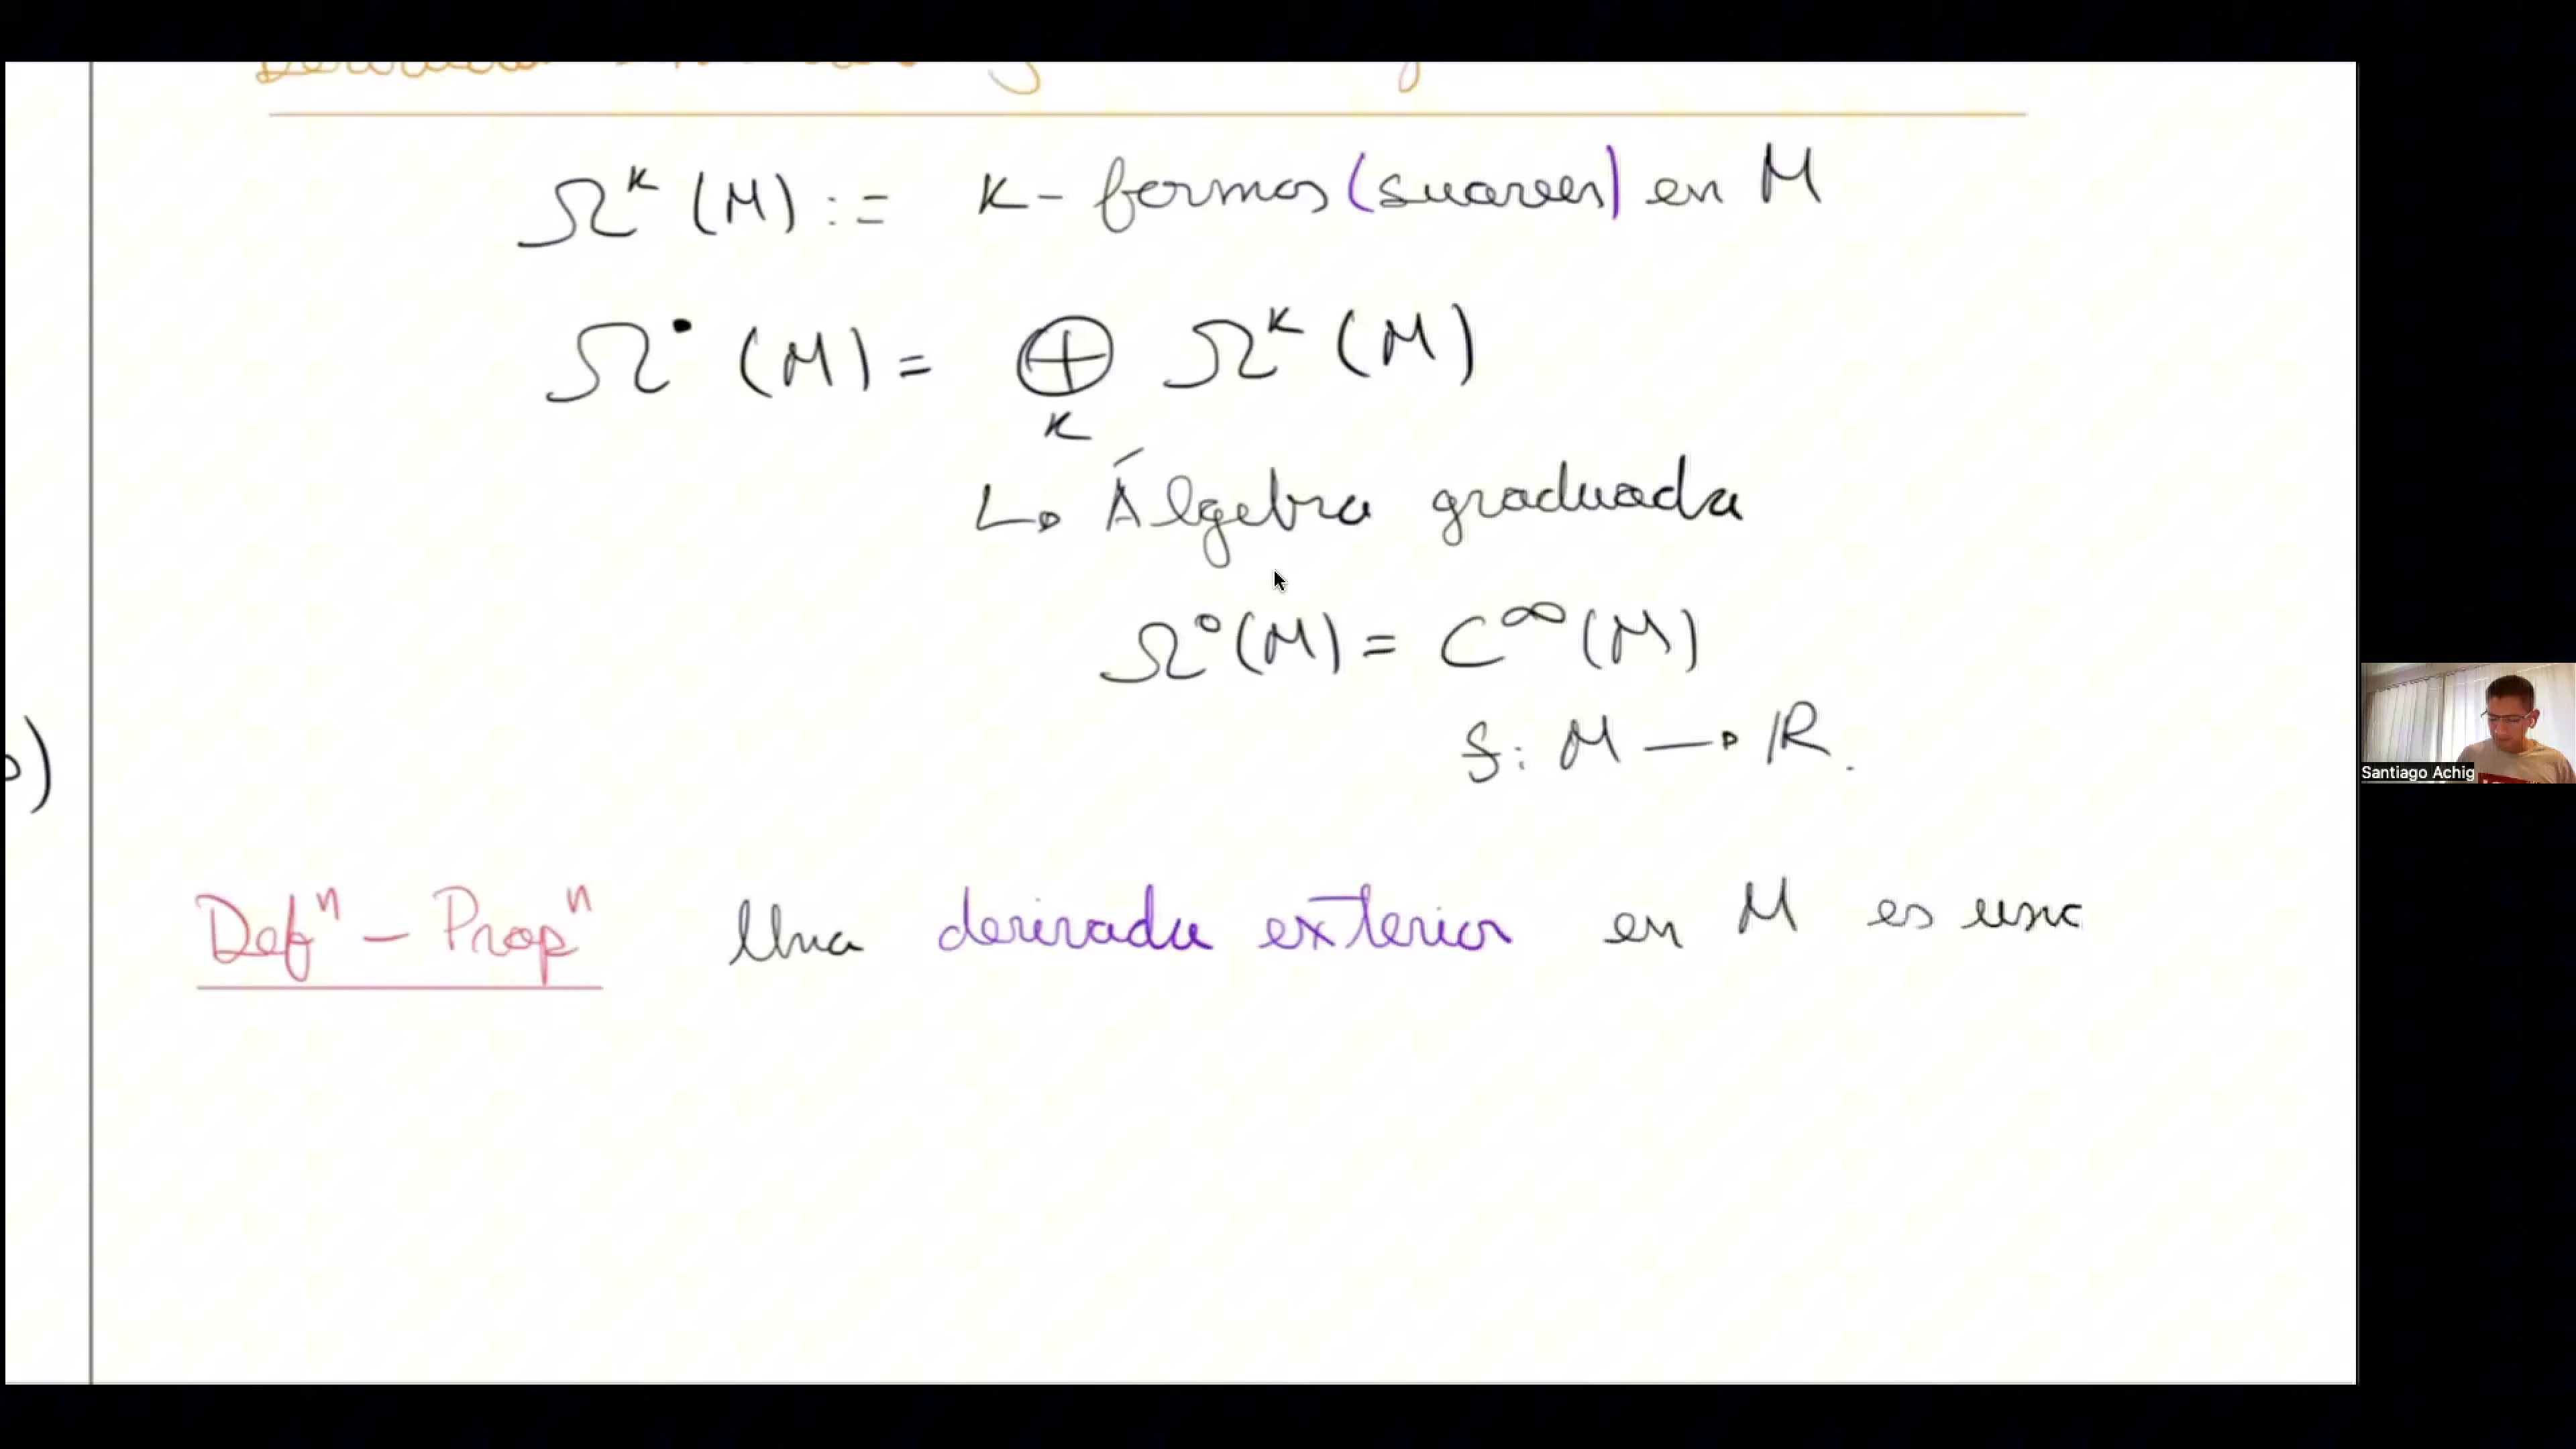 Ω^k (M) := k - formas (suaves) en M
Ω^• (M) = ⊕_k Ω^k (M)
↳ Álgebra graduada
Ω^0 (M) = C^∞ (M)
f: M → ℝ.
Def^n - Prop^n Una derivada exterior en M es una
Santiago Achig